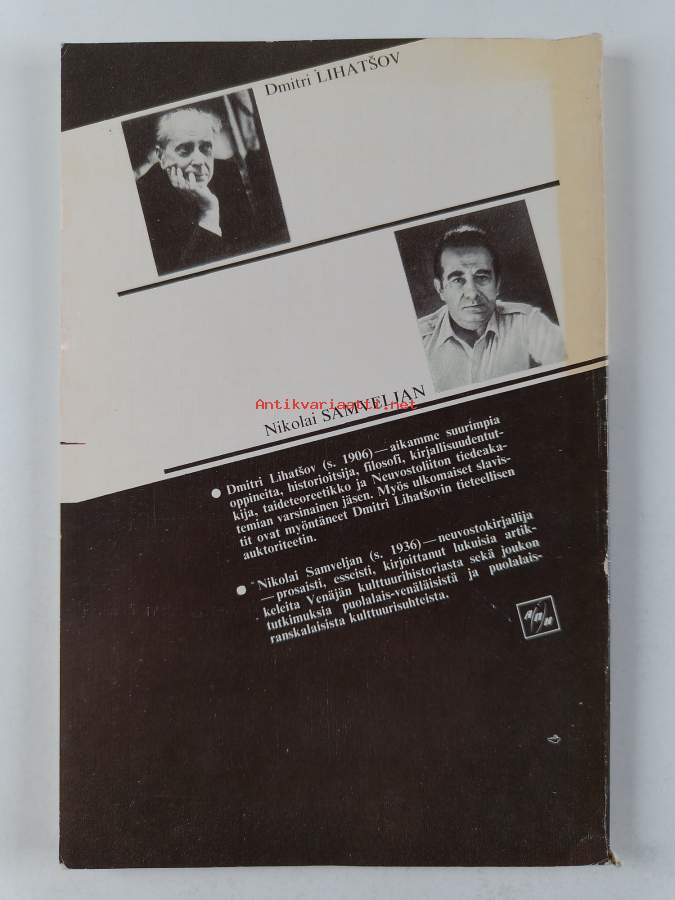 Dmitri LIHATŠOV
Antikvariaatti.net
Nikolai SAMVELJAN
● Dmitri Lihatšov (s. 1906)—aikamme suurimpia
oppineita, historioitsija, filosofi, kirjallisuudentut-
kija, taideteoreetikko ja Neuvostoliiton tiedeaka-
temian varsinainen jäsen. Myös ulkomaiset slavis-
tit ovat myöntäneet Dmitri Lihatšovin tieteellisen
auktoriteetin.
● Nikolai Samveljan (s. 1936)—neuvostokirjailija
—prosaisti, esseisti, kirjoittanut lukuisia artik-
keleita Venäjän kulttuurihistoriasta sekä joukon
tutkimuksia puolalais-venäläisistä ja puolalais-
ranskalaisista kulttuurisuhteista.
АПН